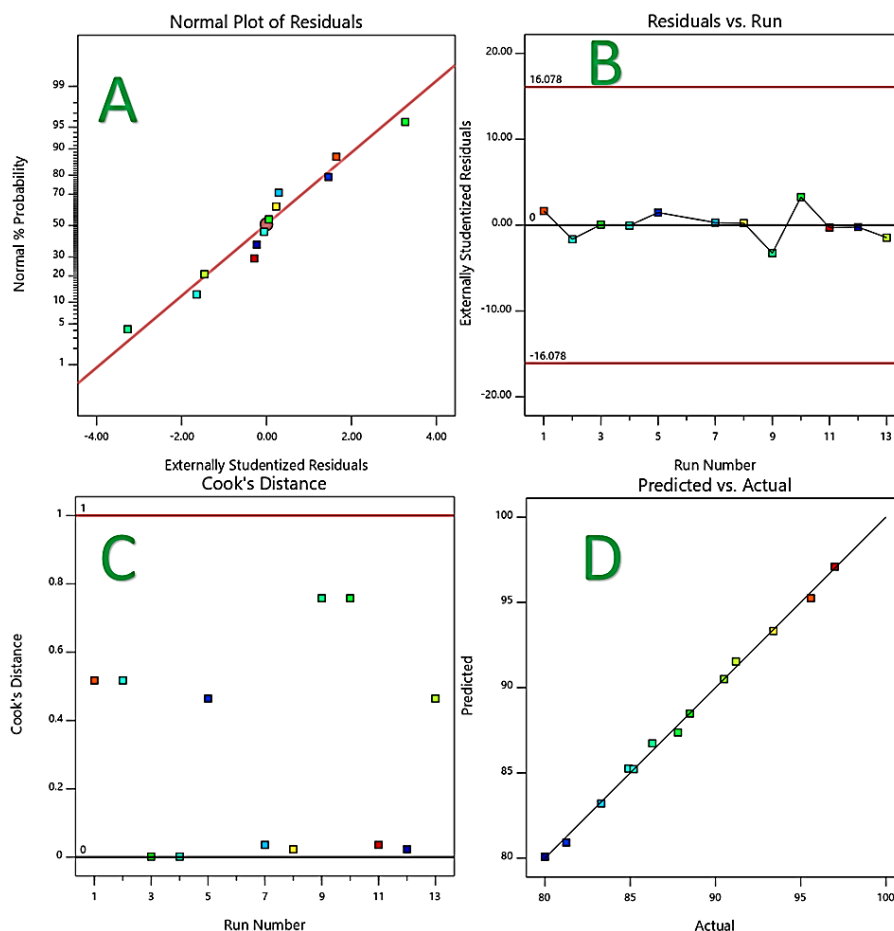 Normal Plot of Residuals
A
Normal % Probability
99
95
90
80
70
50
30
20
10
5
1
-4.00 -2.00 0.00 2.00 4.00
Externally Studentized Residuals
Residuals vs. Run
B
Externally Studentized Residuals
20.00
16.078
10.00
0
0.00
-10.00
-16.078
-20.00
1 3 5 7 9 11 13
Run Number
Cook's Distance
C
Cook's Distance
1
1
0.8
0.6
0.4
0.2
0
0
1 3 5 7 9 11 13
Run Number
Predicted vs. Actual
D
Predicted
100
95
90
85
80
80 85 90 95 100
Actual